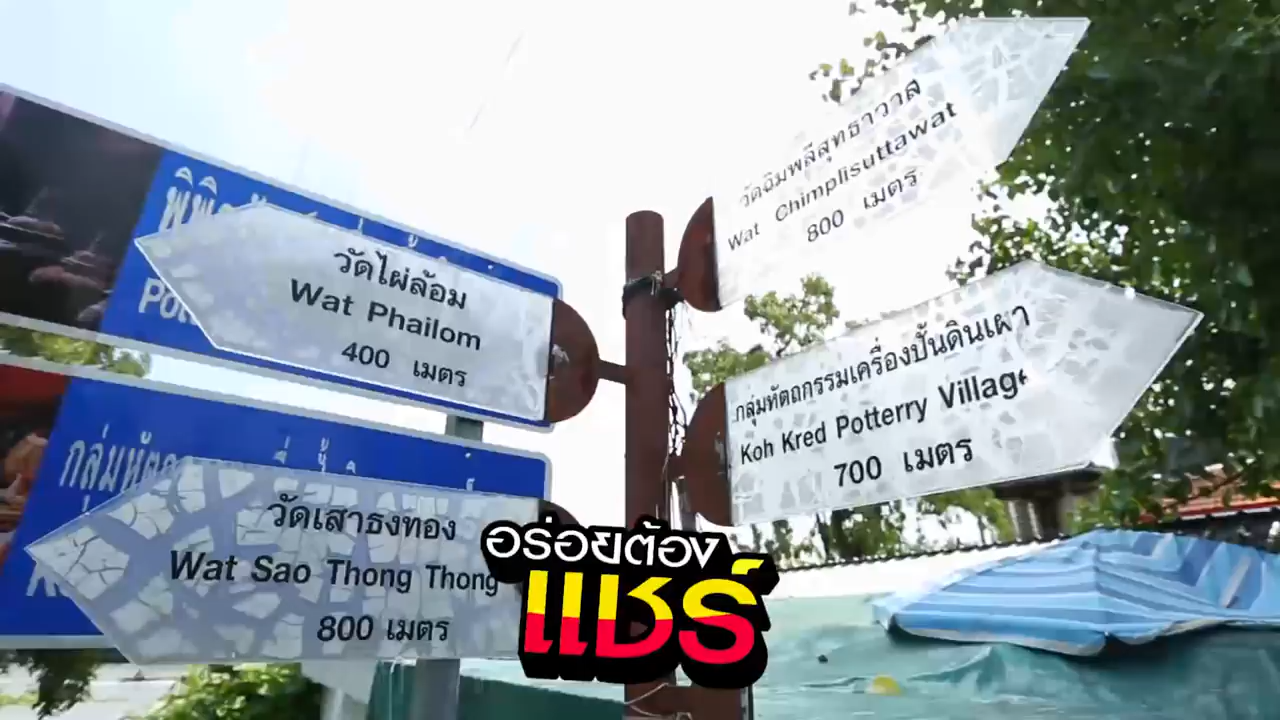 วัดฉิมพลีสุทธาวาส
Wat Chimplisuttawat
800 เมตร
วัดไผ่ล้อม
Wat Phailom
400 เมตร
กลุ่มหัตถกรรมเครื่องปั้นดินเผา
Koh Kred Potterry Village
700 เมตร
วัดเสาธงทอง
Wat Sao Thong Thong
800 เมตร
อร่อยต้อง
แชร์